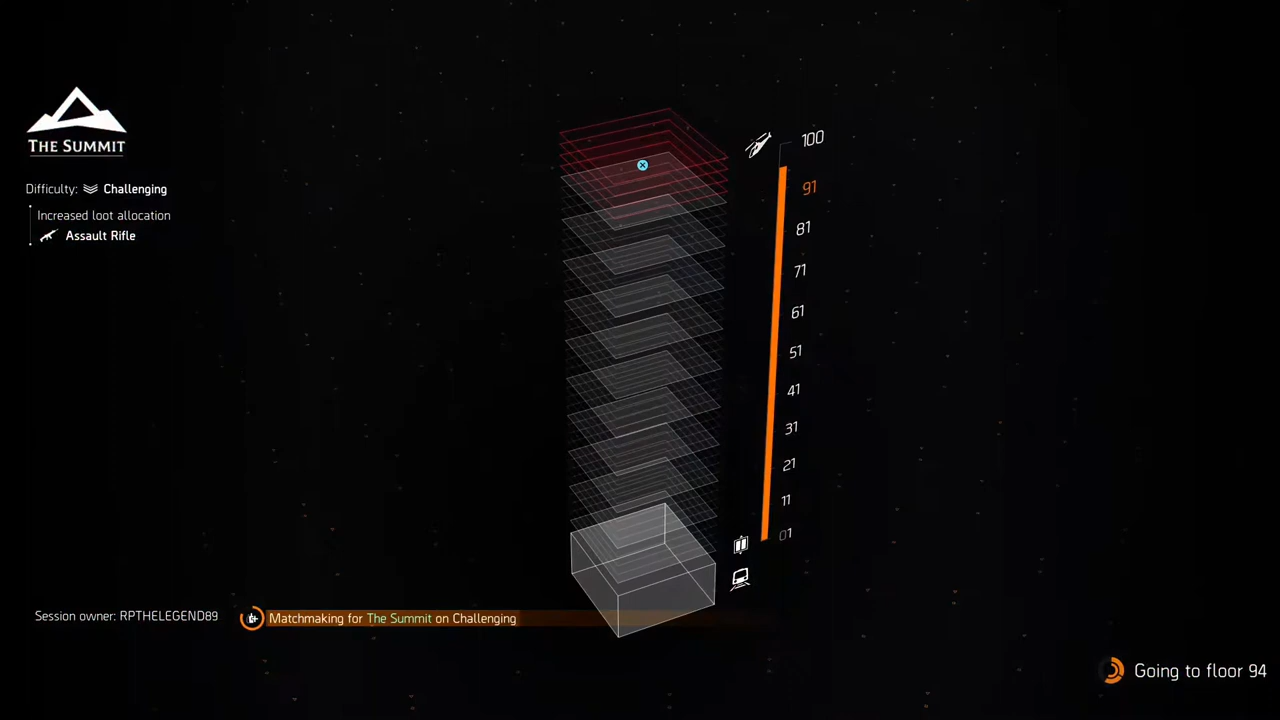 THE SUMMIT
Difficulty: Challenging
Increased loot allocation
Assault Rifle
100
91
81
71
61
51
41
31
21
11
01
Session owner: RPTHELEGEND89
Matchmaking for The Summit on Challenging
Going to floor 94